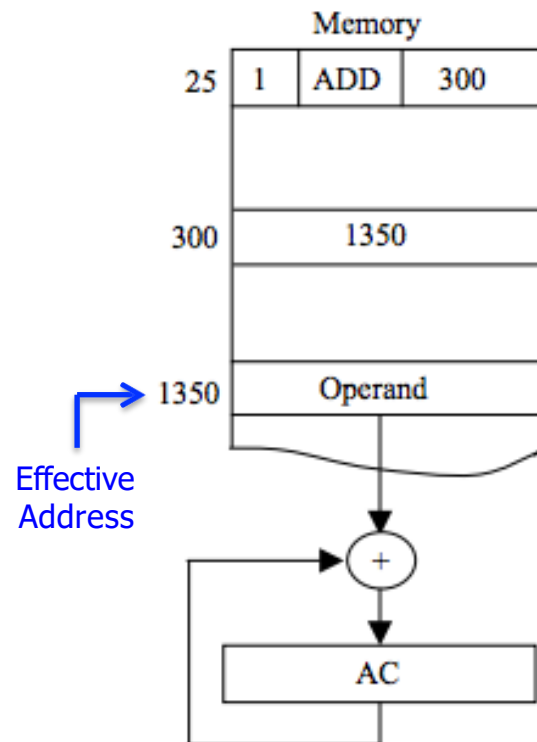 Memory
25 1 ADD 300
300 1350
1350 Operand
Effective
Address
+
AC